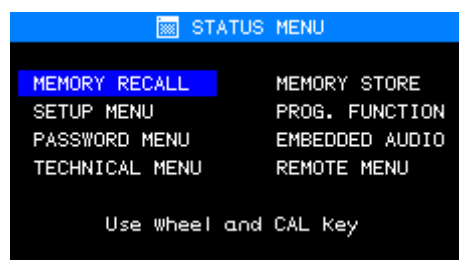 STATUS MENU
MEMORY RECALL MEMORY STORE
SETUP MENU PROG. FUNCTION
PASSWORD MENU EMBEDDED AUDIO
TECHNICAL MENU REMOTE MENU
Use Wheel and CAL Key